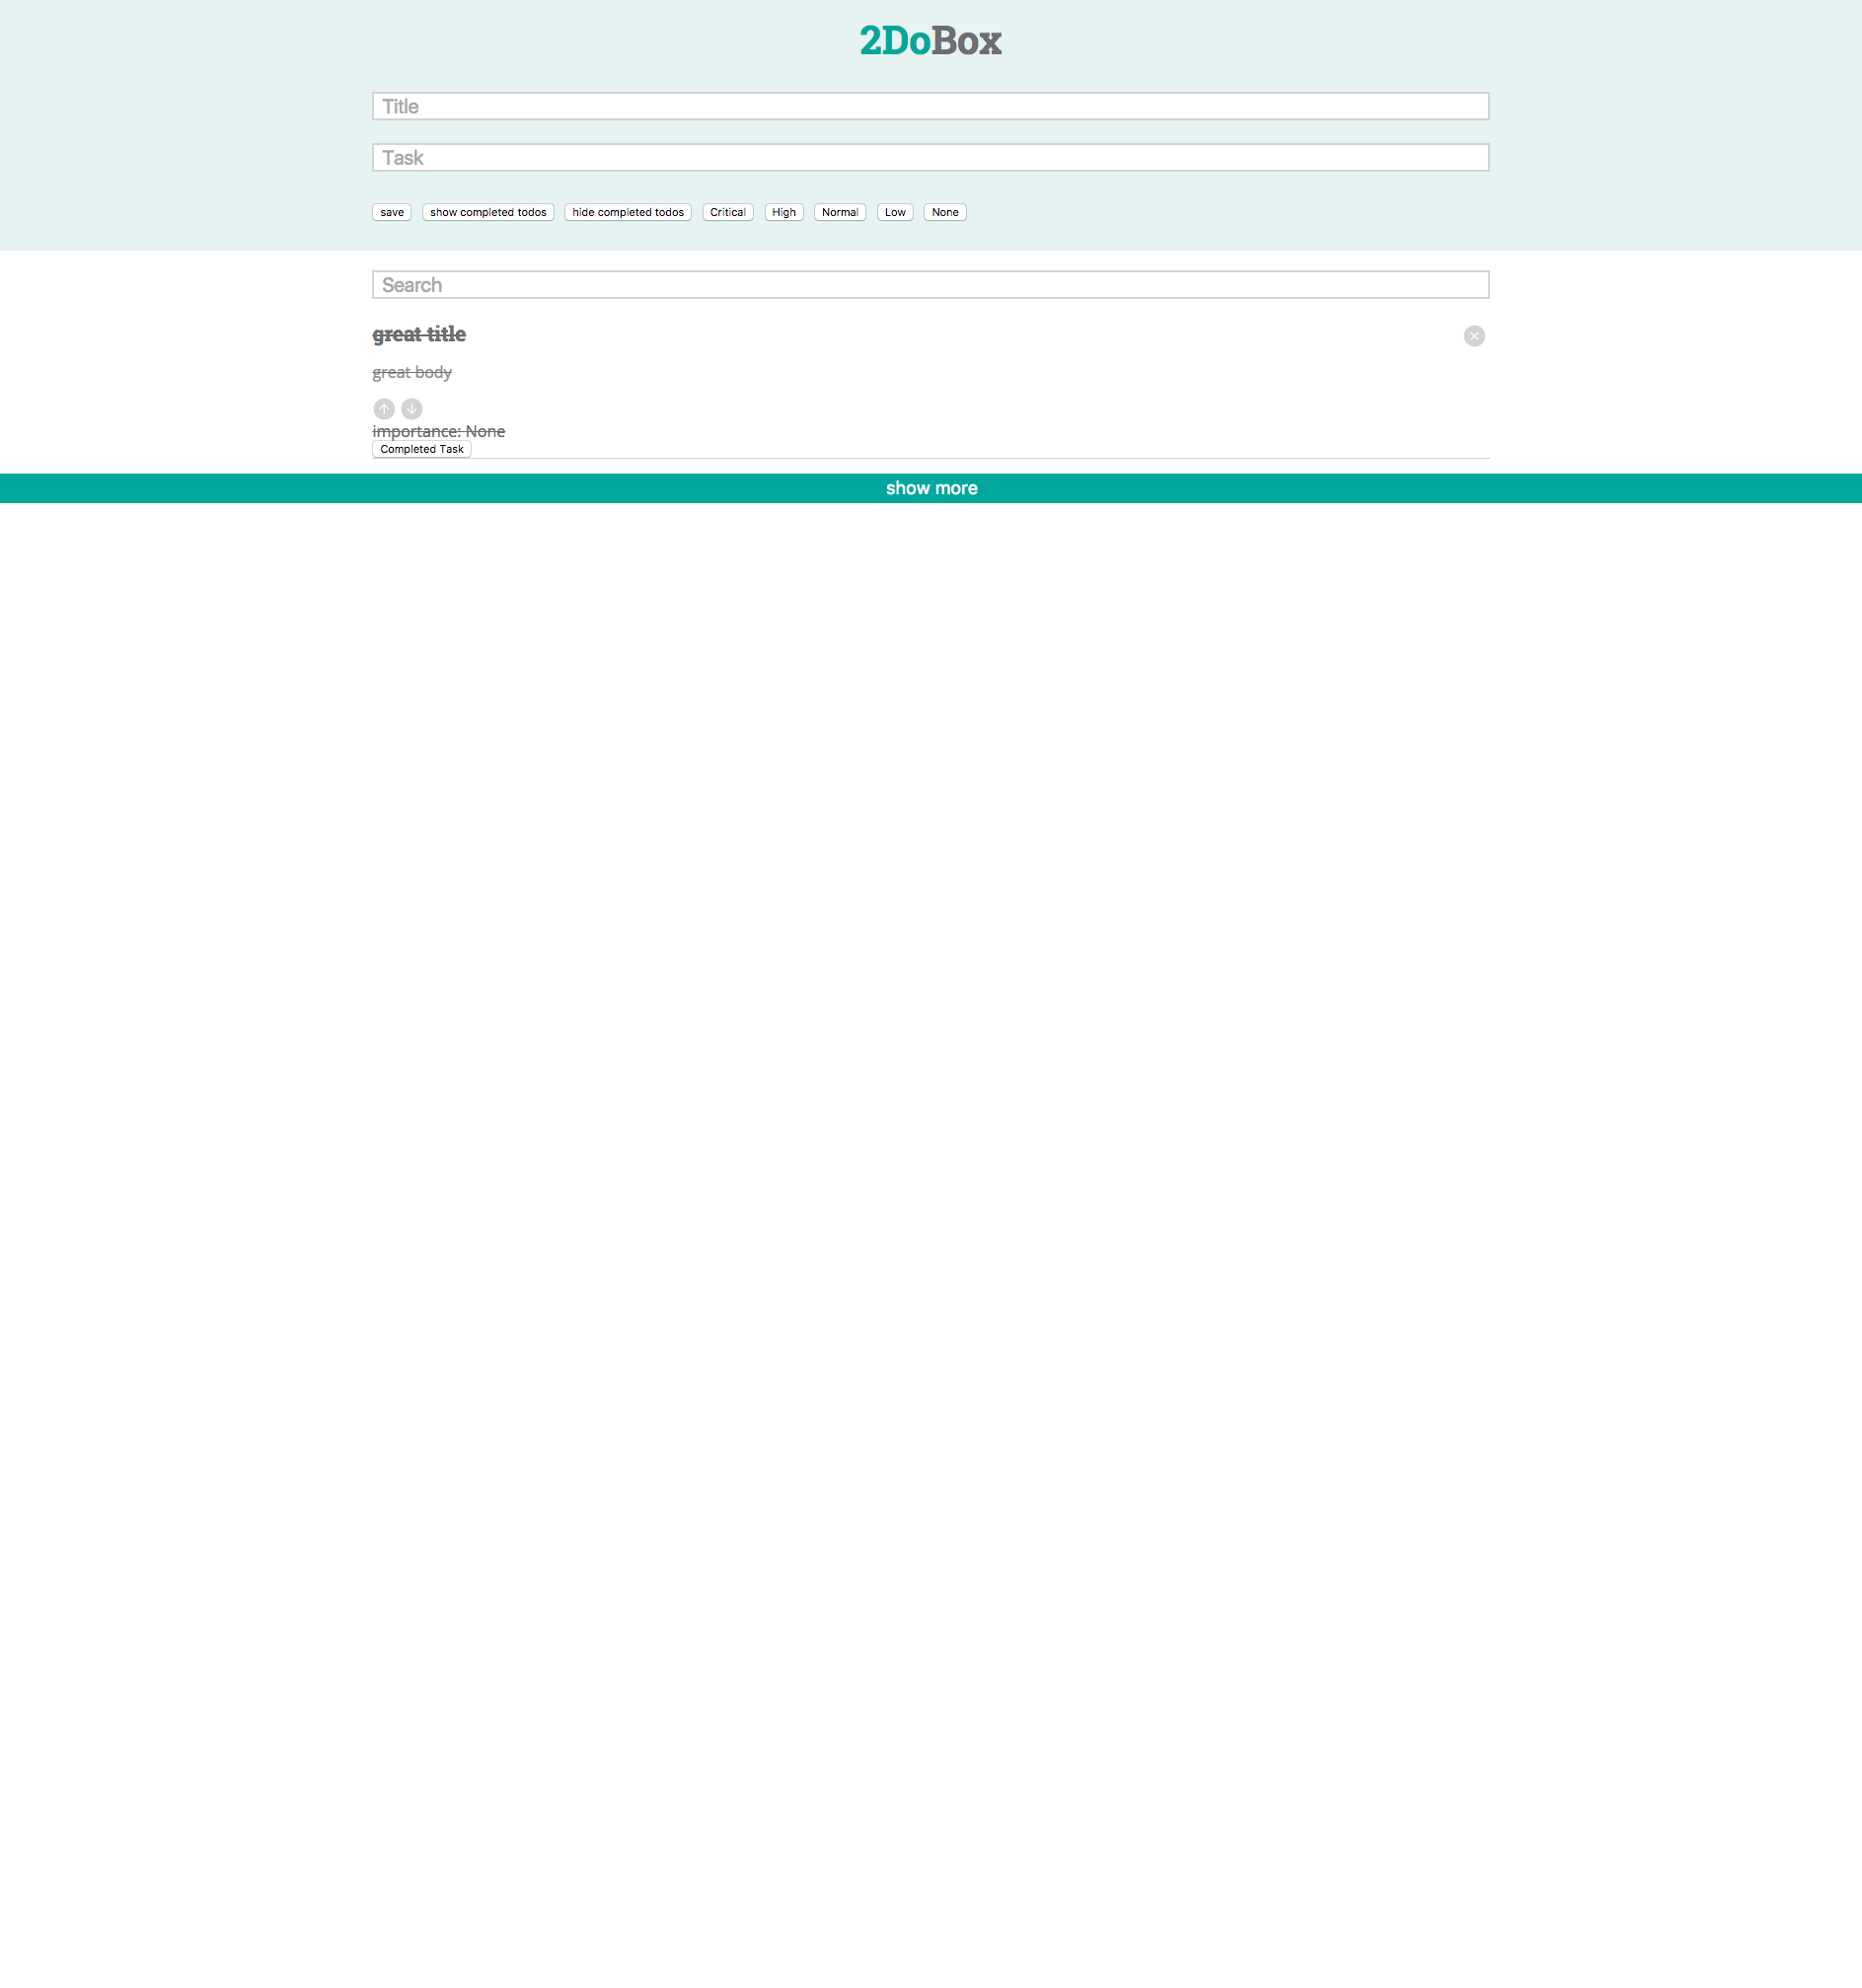 2DoBox
Title
Task
save show completed todos hide completed todos Critical High Normal Low None
Search
great title
great body
importance: None
Completed Task
show more